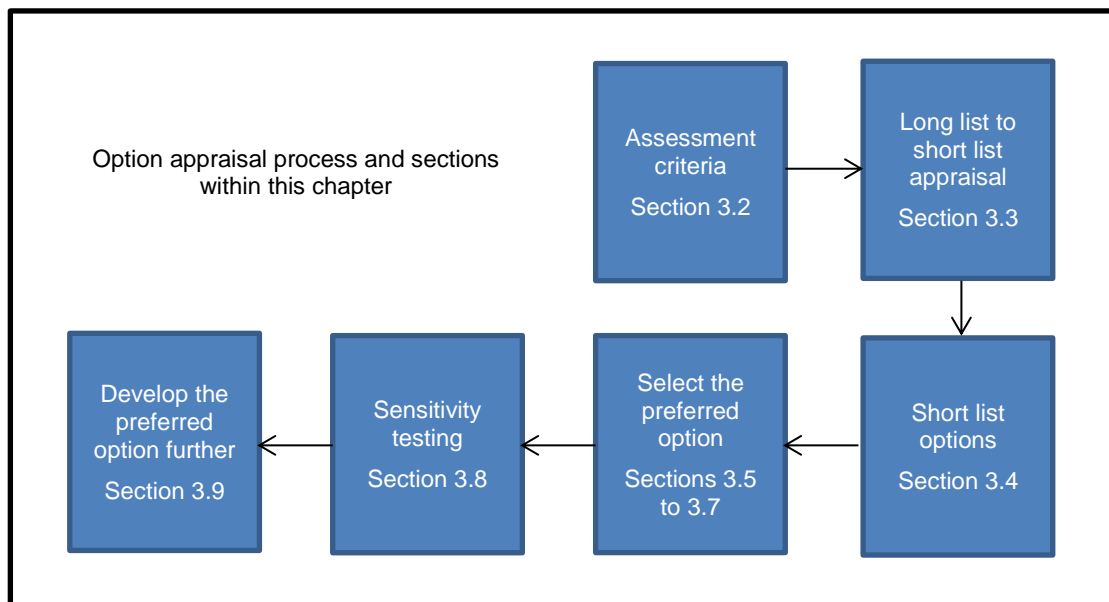 Option appraisal process and sections
within this chapter
Assessment
criteria
Section 3.2
Long list to
short list
appraisal
Section 3.3
Short list
options
Section 3.4
Select the
preferred
option
Sections 3.5
to 3.7
Sensitivity
testing
Section 3.8
Develop the
preferred
option further
Section 3.9